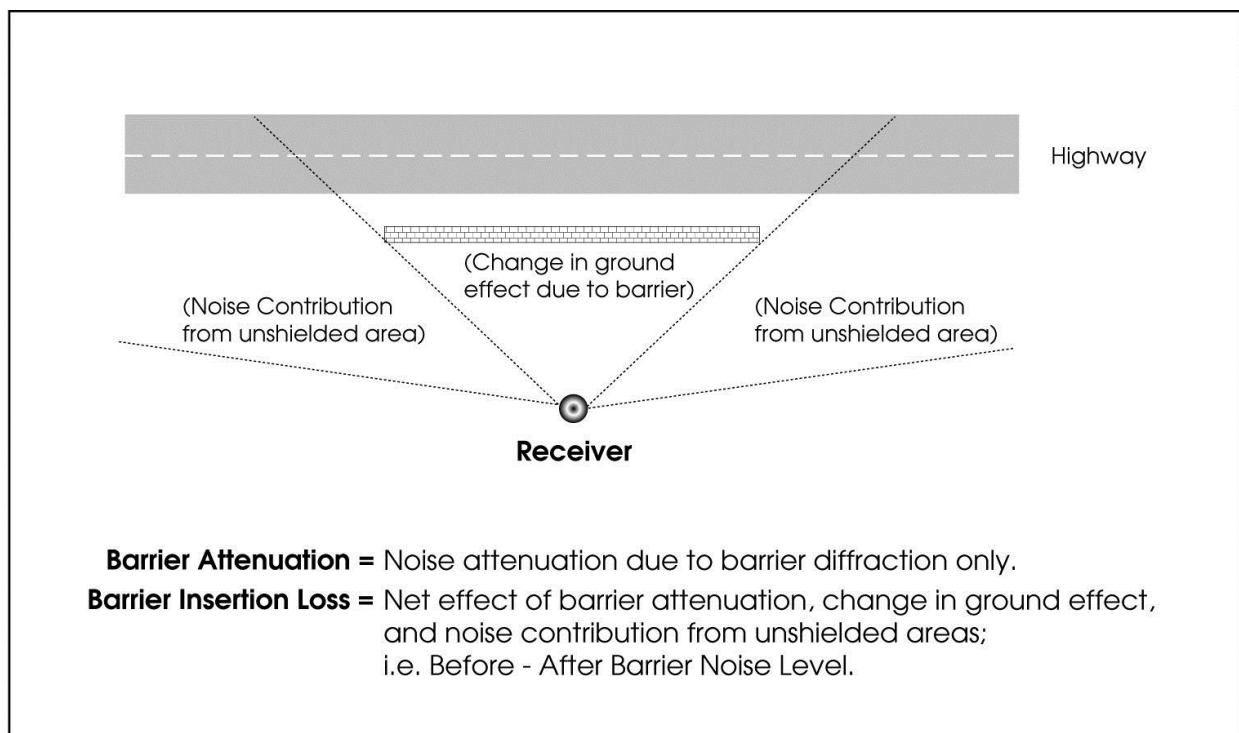 Highway
(Change in ground
effect due to barrier)
(Noise Contribution
from unshielded area)
(Noise Contribution
from unshielded area)
Receiver
Barrier Attenuation = Noise attenuation due to barrier diffraction only.
Barrier Insertion Loss = Net effect of barrier attenuation, change in ground effect,
and noise contribution from unshielded areas;
i.e. Before - After Barrier Noise Level.